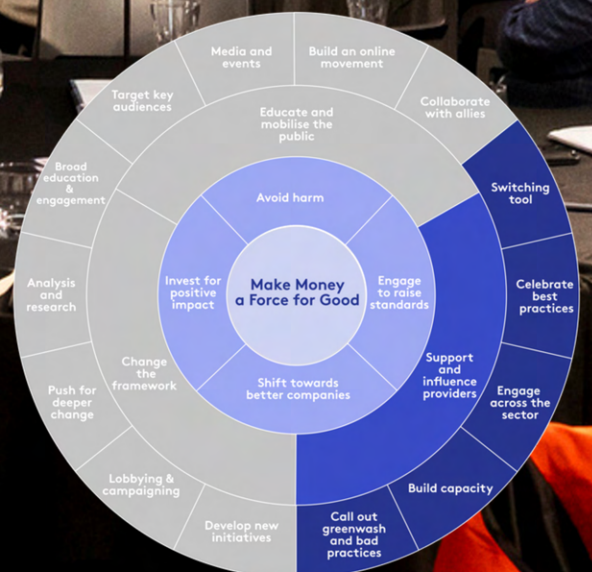 Make Money
a Force for Good
Avoid harm
Engage
to raise
standards
Shift towards
better companies
Invest for
positive
impact
Educate and
mobilise the
public
Support
and
influence
providers
Change
the
framework
Media and
events
Build an online
movement
Collaborate
with allies
Switching
tool
Celebrate
best
practices
Engage
across the
sector
Build capacity
Call out
greenwash
and bad
practices
Develop new
initiatives
Lobbying &
campaigning
Push for
deeper
change
Analysis
and
research
Broad
education
&
engagement
Target key
audiences